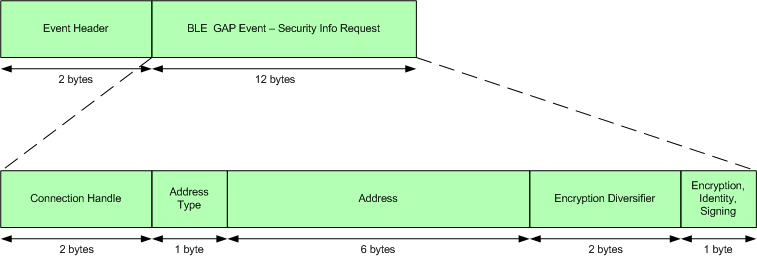 Event Header
BLE GAP Event – Security Info Request
2 bytes
12 bytes
Connection Handle
Address
Type
Address
Encryption Diversifier
Encryption,
Identity,
Signing
2 bytes
1 byte
6 bytes
2 bytes
1 byte